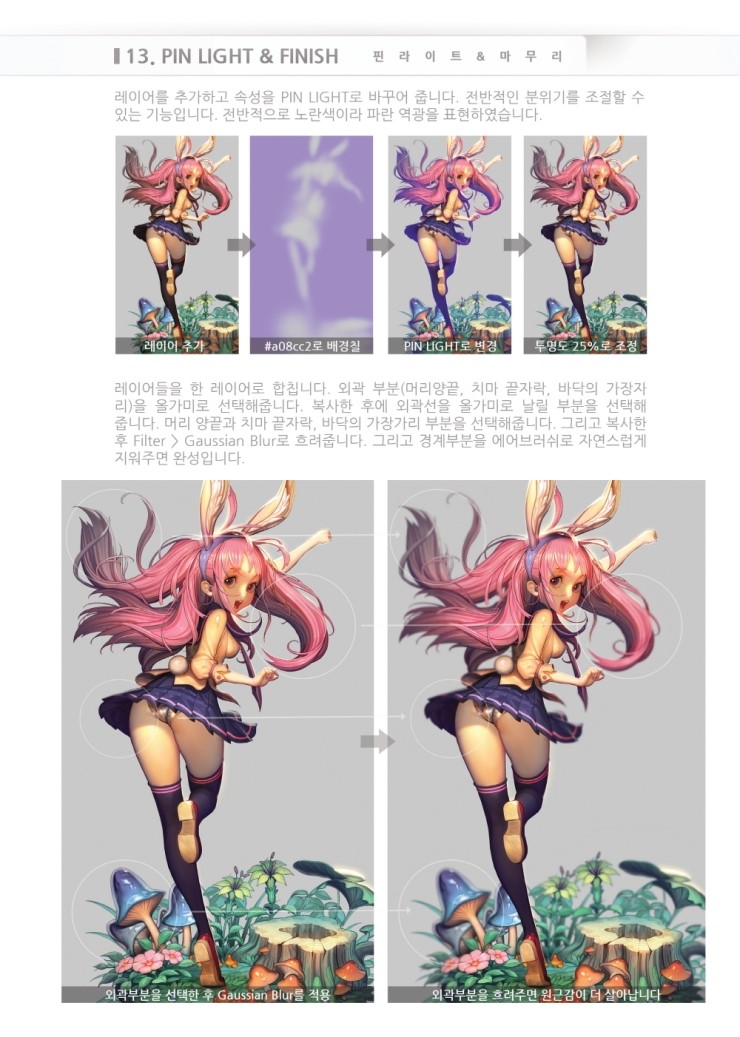 13. PIN LIGHT & FINISH 핀 라 이 트 & 마 무 리
레이어를 추가하고 속성을 PIN LIGHT로 바꾸어 줍니다. 전반적인 분위기를 조절할 수
있는 기능입니다. 전반적으로 노란색이라 파란 역광을 표현하였습니다.
레이어 추가
#a08cc2로 배경칠
PIN LIGHT로 변경
투명도 25%로 조정
레이어들을 한 레이어로 합칩니다. 외곽 부분(머리양끝, 치마 끝자락, 바닥의 가장자
리)을 올가미로 선택해줍니다. 복사한 후에 외곽선을 올가미로 날릴 부분을 선택해
줍니다. 머리 양끝과 치마 끝자락, 바닥의 가장가리 부분을 선택해줍니다. 그리고 복사한
후 Filter > Gaussian Blur로 흐려줍니다. 그리고 경계부분을 에어브러쉬로 자연스럽게
지워주면 완성입니다.
외곽부분을 선택한 후 Gaussian Blur를 적용
외곽부분을 흐려주면 원근감이 더 살아납니다